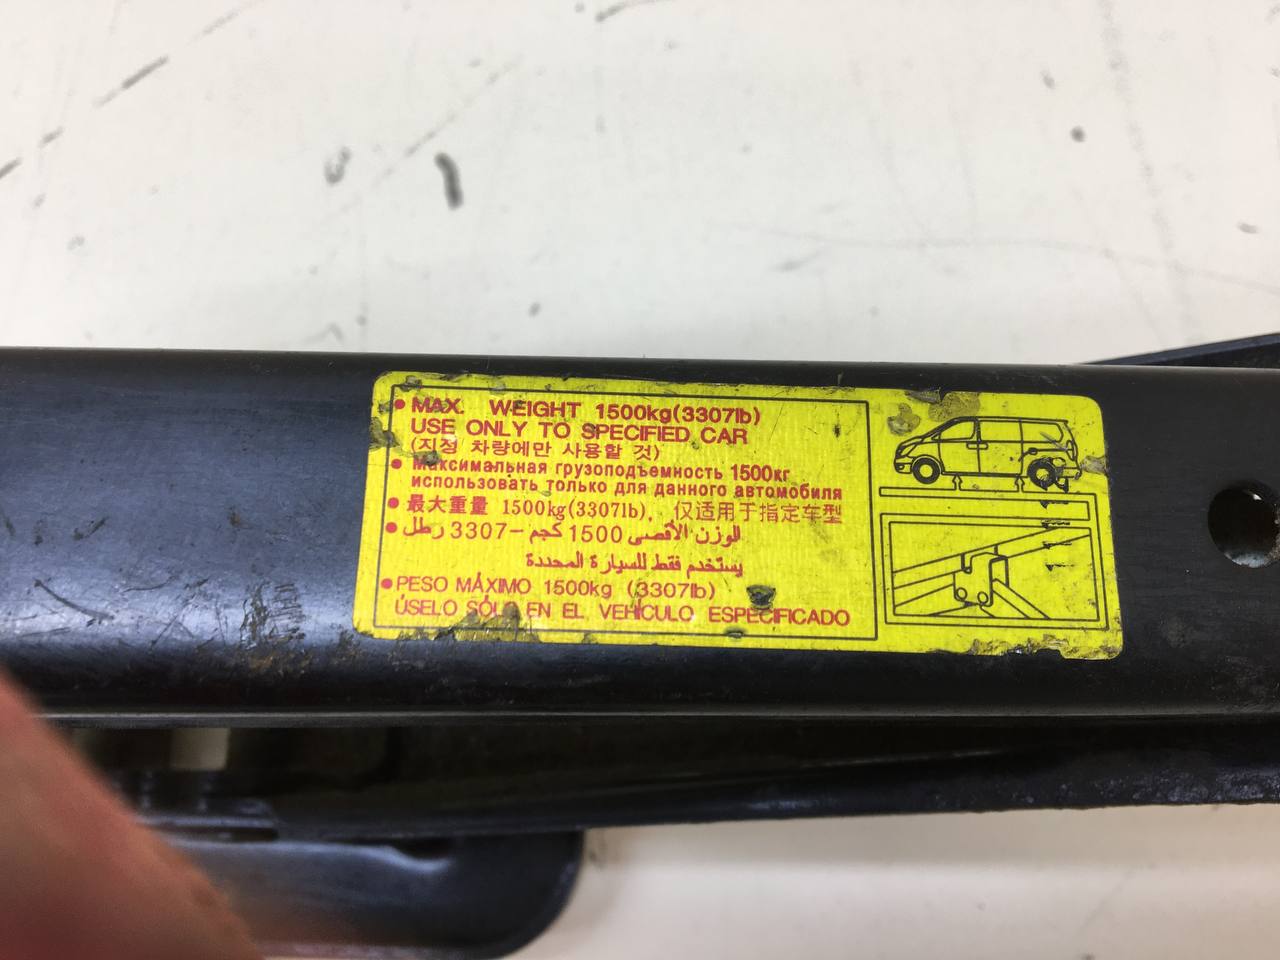 • MAX. WEIGHT 1500kg(3307lb)
USE ONLY TO SPECIFIED CAR
(지정 차량에만 사용할 것)
• Максимальная грузоподъемность 1500кг
использовать только для данного автомобиля
• 最大重量 1500kg(3307lb), 仅适用于指定车型
• الوزن الأقصى 1500 كجم – 3307 رطل
يستخدم فقط للسيارة المحددة
• PESO MÁXIMO 1500kg (3307lb)
ÚSELO SÓLO EN EL VEHÍCULO ESPECIFICADO